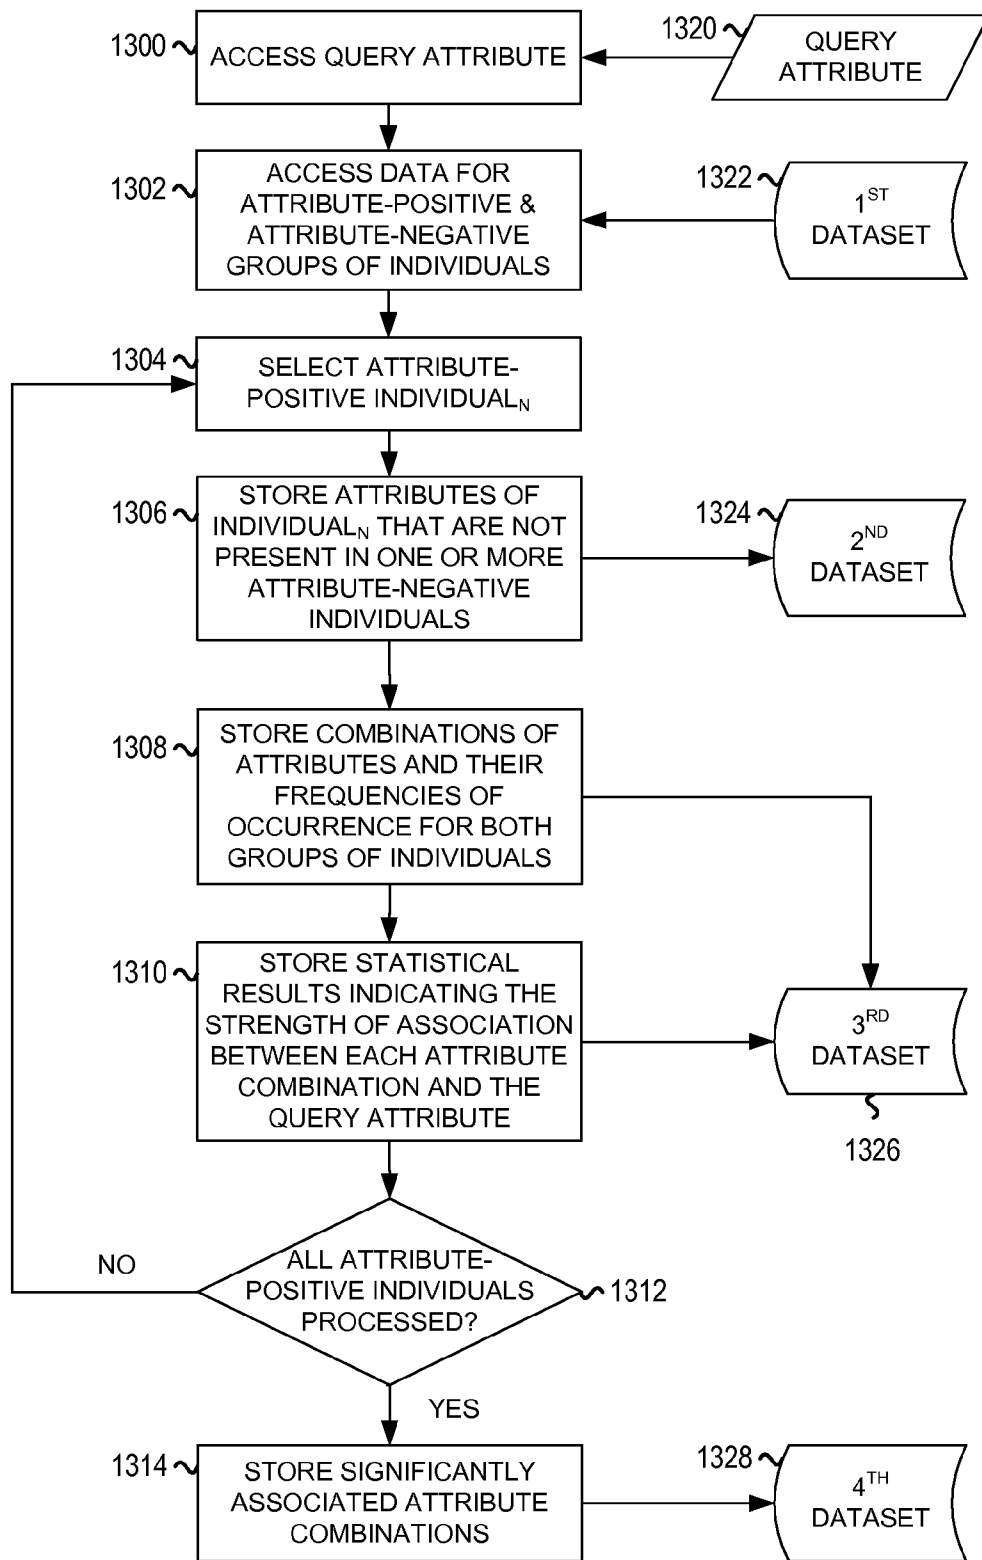 1300
ACCESS QUERY ATTRIBUTE
1320
QUERY
ATTRIBUTE
1302
ACCESS DATA FOR
ATTRIBUTE-POSITIVE &
ATTRIBUTE-NEGATIVE
GROUPS OF INDIVIDUALS
1322
1ST
DATASET
1304
SELECT ATTRIBUTE-
POSITIVE INDIVIDUALN
1306
STORE ATTRIBUTES OF
INDIVIDUALN THAT ARE NOT
PRESENT IN ONE OR MORE
ATTRIBUTE-NEGATIVE
INDIVIDUALS
1324
2ND
DATASET
1308
STORE COMBINATIONS OF
ATTRIBUTES AND THEIR
FREQUENCIES OF
OCCURRENCE FOR BOTH
GROUPS OF INDIVIDUALS
1310
STORE STATISTICAL
RESULTS INDICATING THE
STRENGTH OF ASSOCIATION
BETWEEN EACH ATTRIBUTE
COMBINATION AND THE
QUERY ATTRIBUTE
3RD
DATASET
1326
NO
ALL ATTRIBUTE-
POSITIVE INDIVIDUALS
PROCESSED?
1312
YES
1314
STORE SIGNIFICANTLY
ASSOCIATED ATTRIBUTE
COMBINATIONS
1328
4TH
DATASET